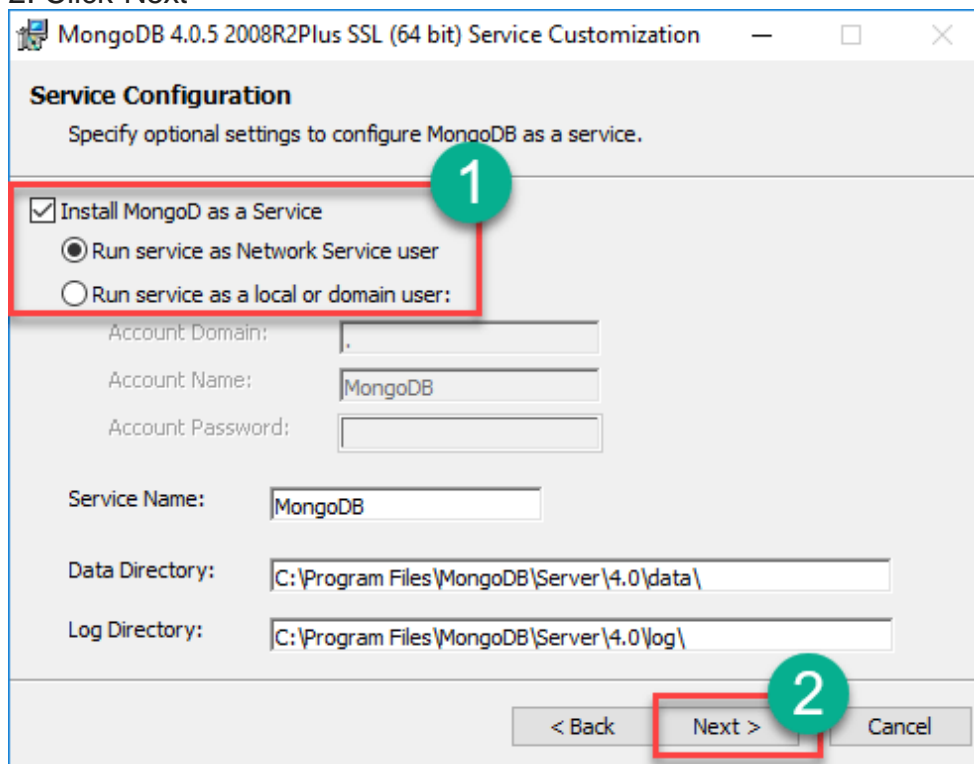 2. Click Next
MongoDB 4.0.5 2008R2Plus SSL (64 bit) Service Customization
Service Configuration
Specify optional settings to configure MongoDB as a service.
1
Install MongoD as a Service
Run service as Network Service user
Run service as a local or domain user:
Account Domain: .
Account Name: MongoDB
Account Password:
Service Name: MongoDB
Data Directory: C:\Program Files\MongoDB\Server\4.0\data\
Log Directory: C:\Program Files\MongoDB\Server\4.0\log\
2
< Back Next > Cancel